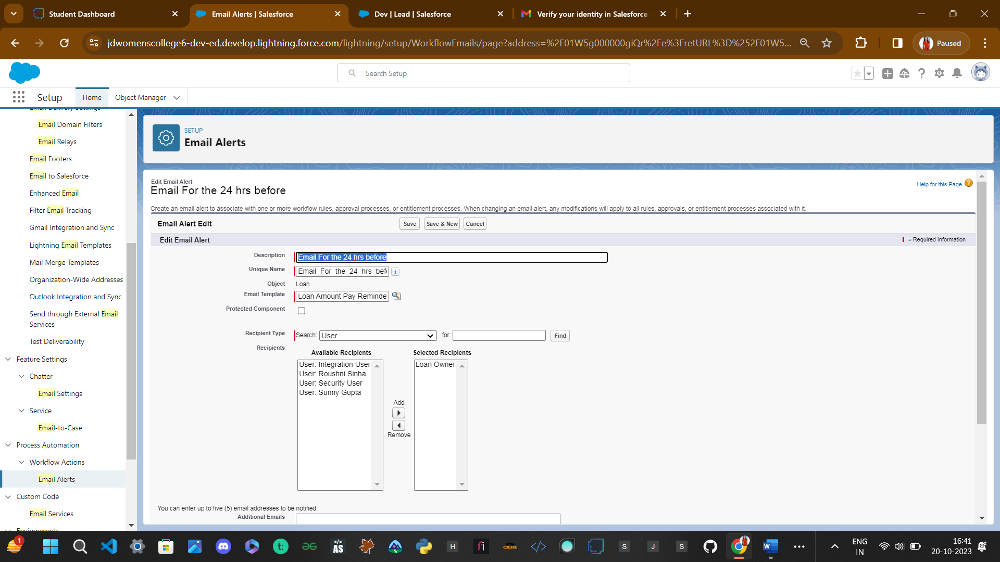 Student Dashboard
Email Alerts | Salesforce
Dev | Lead | Salesforce
Verify your identity in Salesforce
jdwomenscollege6-dev-ed.develop.lightning.force.com/lightning/setup/WorkflowEmails/page?address=%2F01W5g000000giQr%2Fe%3FretURL%3D%252F01W5...
Paused
Search Setup
Setup
Home
Object Manager
Email Delivery Settings
Email Domain Filters
Email Relays
Email Footers
Email to Salesforce
Enhanced Email
Filter Email Tracking
Gmail Integration and Sync
Lightning Email Templates
Mail Merge Templates
Organization-Wide Addresses
Outlook Integration and Sync
Send through External Email
Services
Test Deliverability
Feature Settings
Chatter
Email Settings
Service
Email-to-Case
Process Automation
Workflow Actions
Email Alerts
Custom Code
Email Services
Environments
SETUP
Email Alerts
Edit Email Alert
Email For the 24 hrs before
Help for this Page ?
Create an email alert to associate with one or more workflow rules, approval processes, or entitlement processes. When changing an email alert, any modifications will apply to all rules, approvals, or entitlement processes associated with it.
Email Alert Edit
Save
Save & New
Cancel
Edit Email Alert
= Required Information
Description
Email For the 24 hrs before
Unique Name
Email_For_the_24_hrs_bef
i
Object
Loan
Email Template
Loan Amount Pay Reminde
Protected Component
Recipient Type
Search: User
for:
Find
Recipients
Available Recipients
Selected Recipients
User: Integration User
User: Roushni Sinha
User: Security User
User: Sunny Gupta
Loan Owner
Add
Remove
You can enter up to five (5) email addresses to be notified.
Additional Emails
1
t:
</>
AS
H
fi
APNA
COLLEGE
</>
S
J
S
W
ENG
IN
16:41
20-10-2023